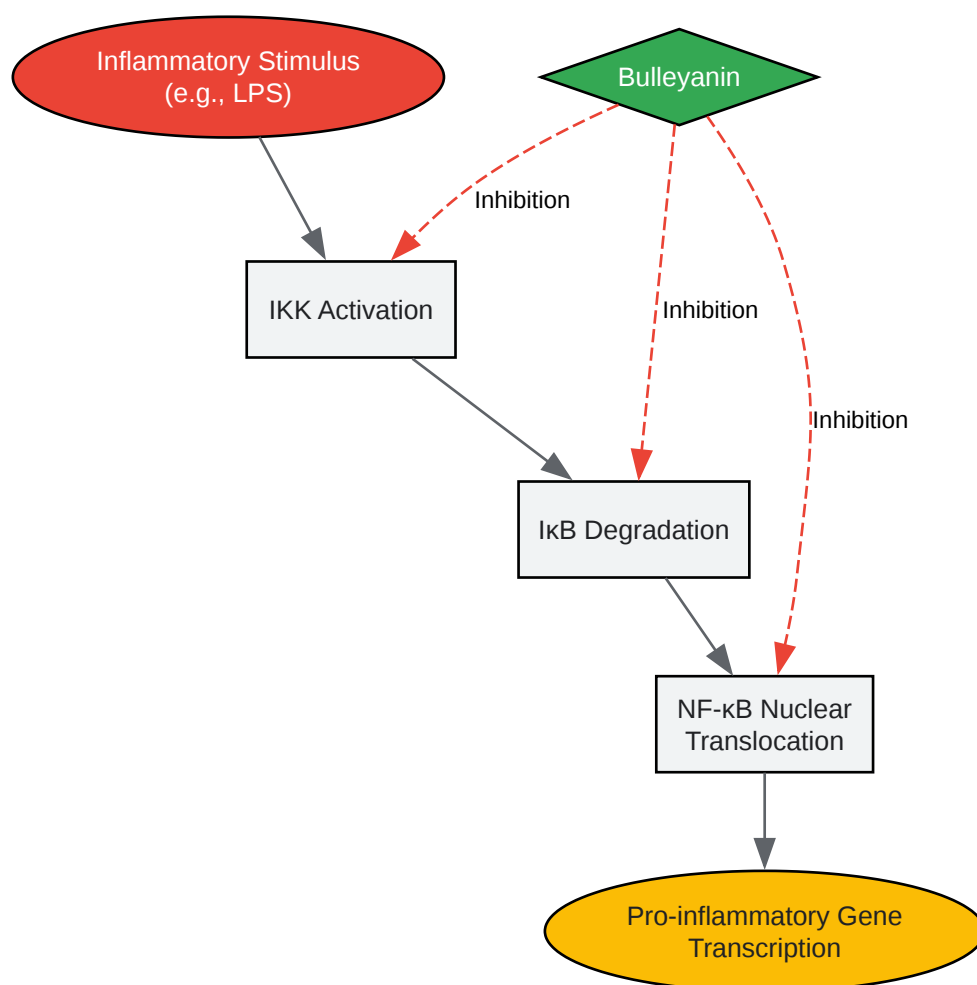 Inflammatory Stimulus
(e.g., LPS)
Bulleyanin
Inhibition
IKK Activation
Inhibition
Inhibition
IκB Degradation
NF-κB Nuclear
Translocation
Pro-inflammatory Gene
Transcription